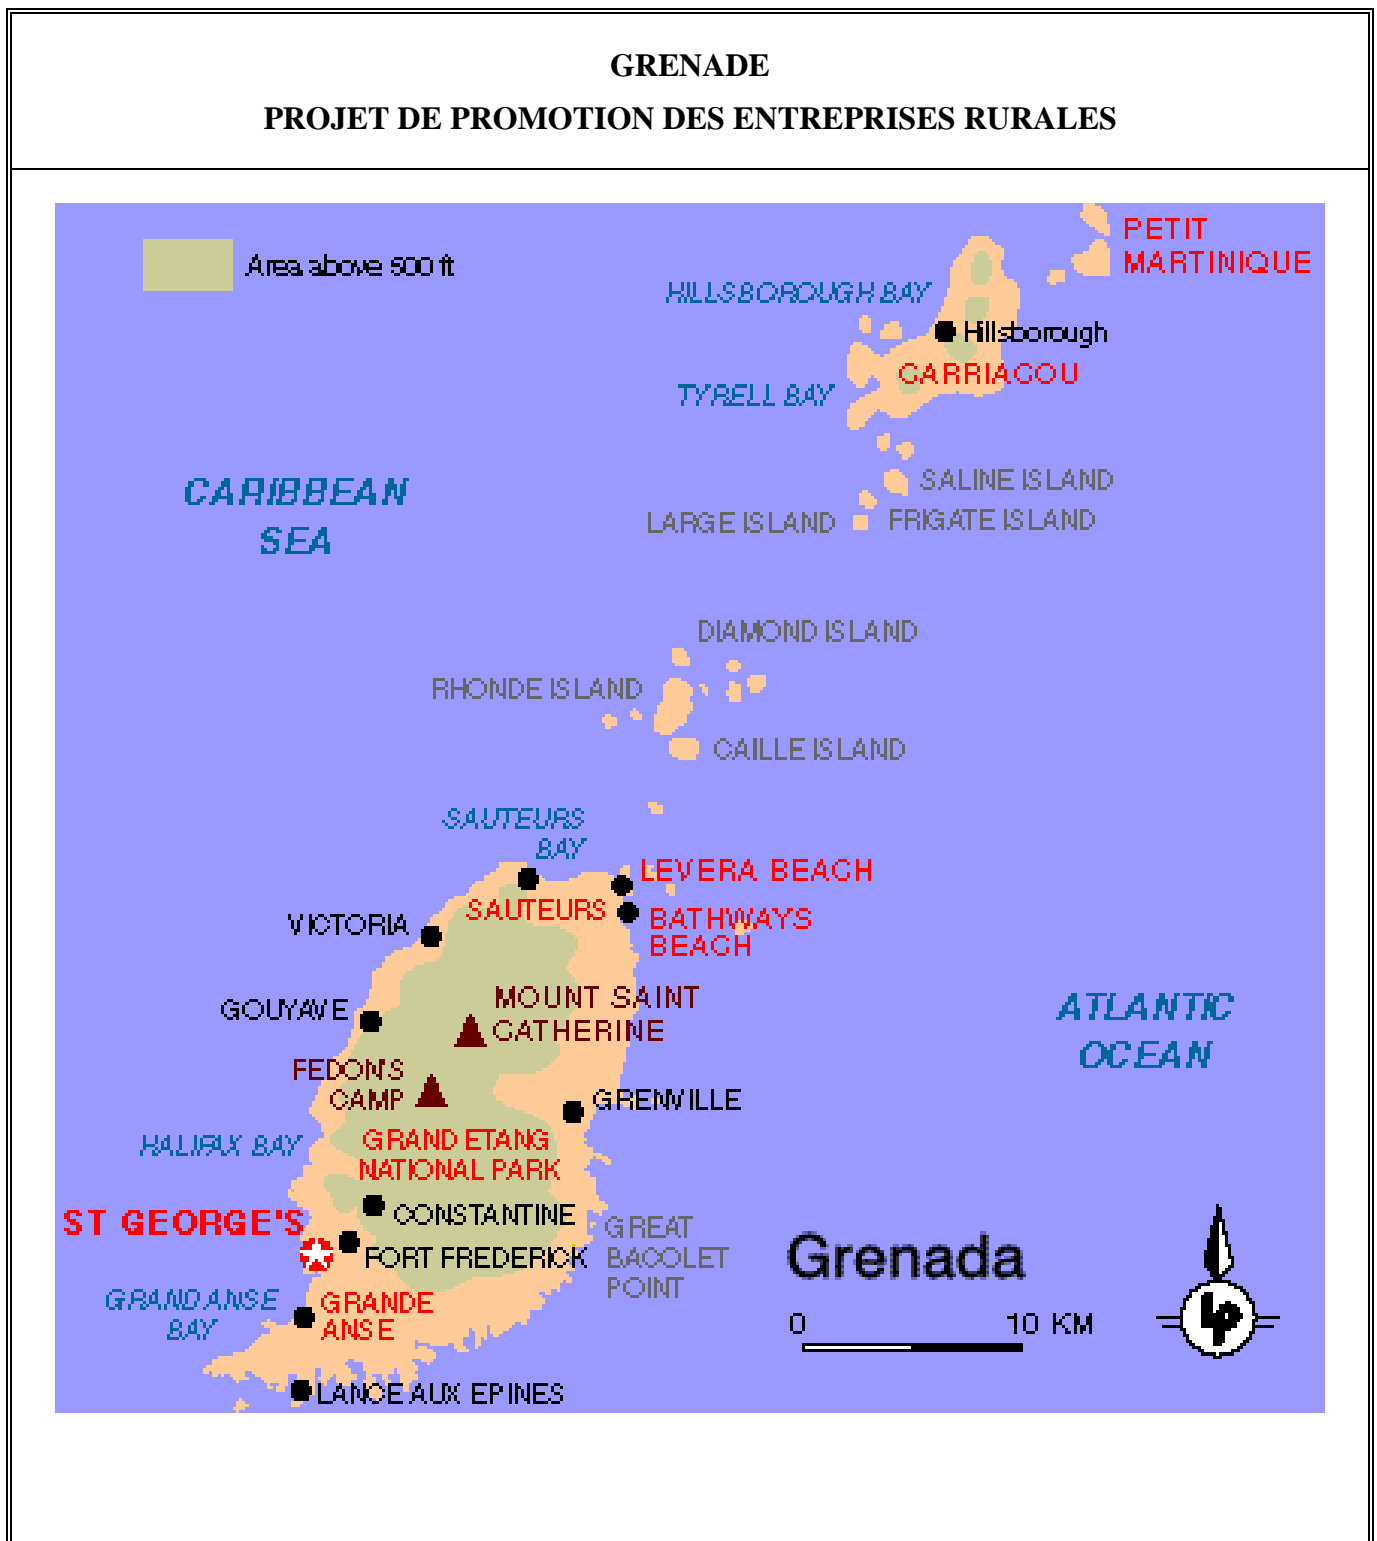 GRENADE
PROJET DE PROMOTION DES ENTREPRISES RURALES
Area above 600 ft
PETIT
MARTINIQUE
HILLSBOROUGH BAY
Hillsborough
CARRIACOU
TYRELL BAY
CARIBBEAN
SEA
SALINE ISLAND
LARGE ISLAND
FRIGATE ISLAND
DIAMOND ISLAND
RHONDE ISLAND
CAILLE ISLAND
SAUTEURS
BAY
LEVERA BEACH
SAUTEURS
BATHWAYS
BEACH
VICTORIA
MOUNT SAINT
CATHERINE
GOUYAVE
ATLANTIC
OCEAN
FEDON'S
CAMP
GRENVILLE
HALIFAX BAY
GRAND ETANG
NATIONAL PARK
ST GEORGE'S
CONSTANTINE
FORT FREDERICK
GREAT
BACOLET
POINT
Grenada
GRAND ANSE
BAY
GRANDE
ANSE
0 10 KM
LP
LANCE AUX EPINES